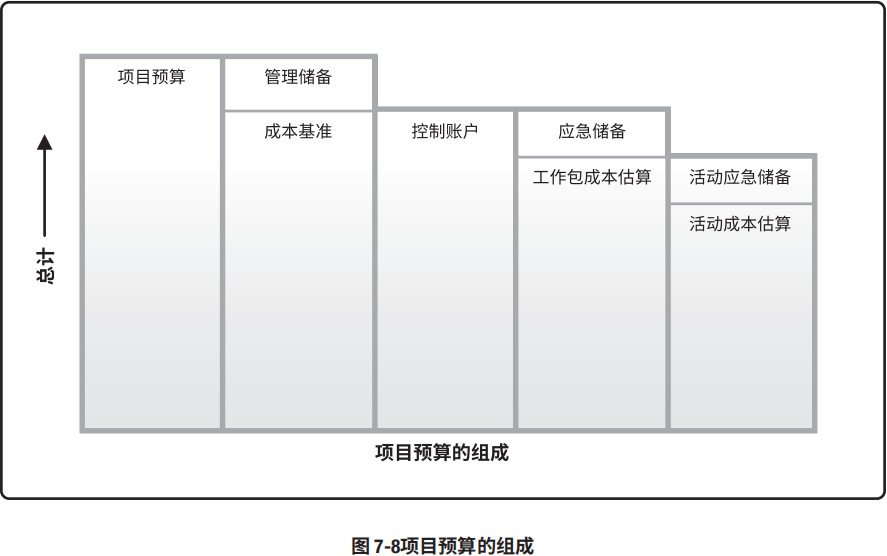 项目预算
管理储备
成本基准
控制账户
应急储备
工作包成本估算
活动应急储备
活动成本估算
总计
项目预算的组成
图 7-8项目预算的组成